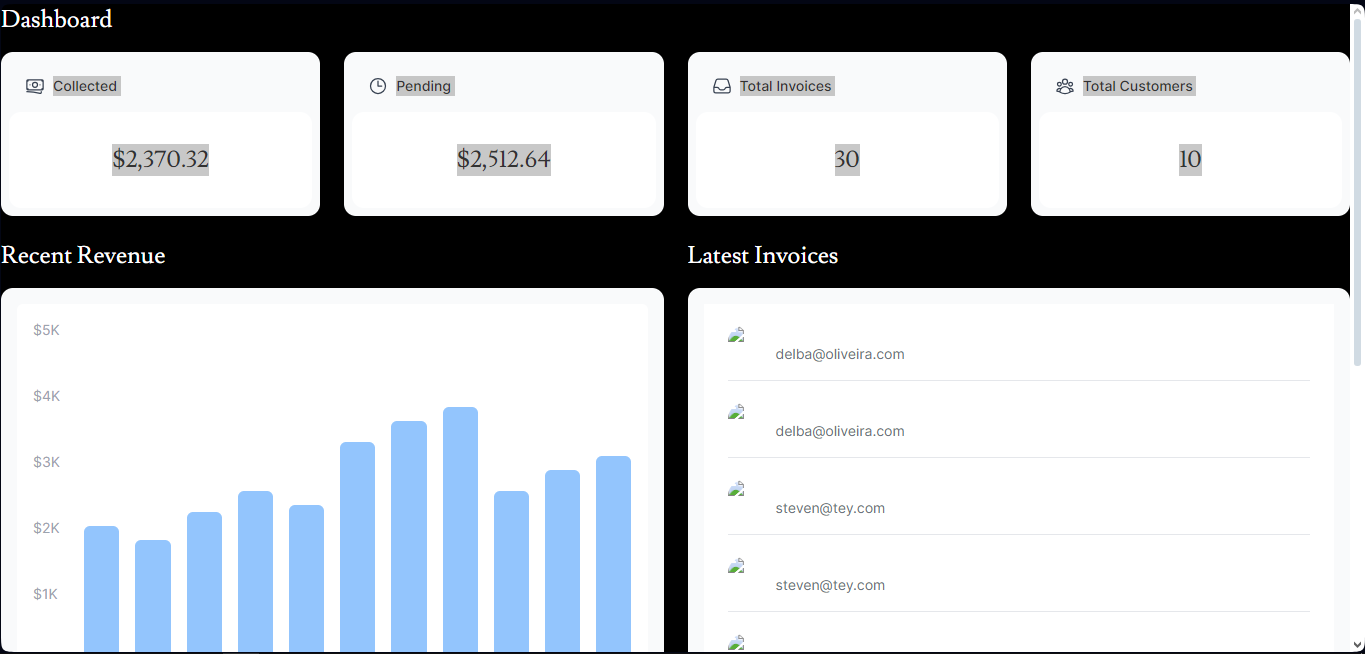 Dashboard
Collected
Pending
Total Invoices
Total Customers
$2,370.32
$2,512.64
30
10
Recent Revenue
Latest Invoices
$5K
$4K
$3K
$2K
$1K
delba@oliveira.com
delba@oliveira.com
steven@tey.com
steven@tey.com